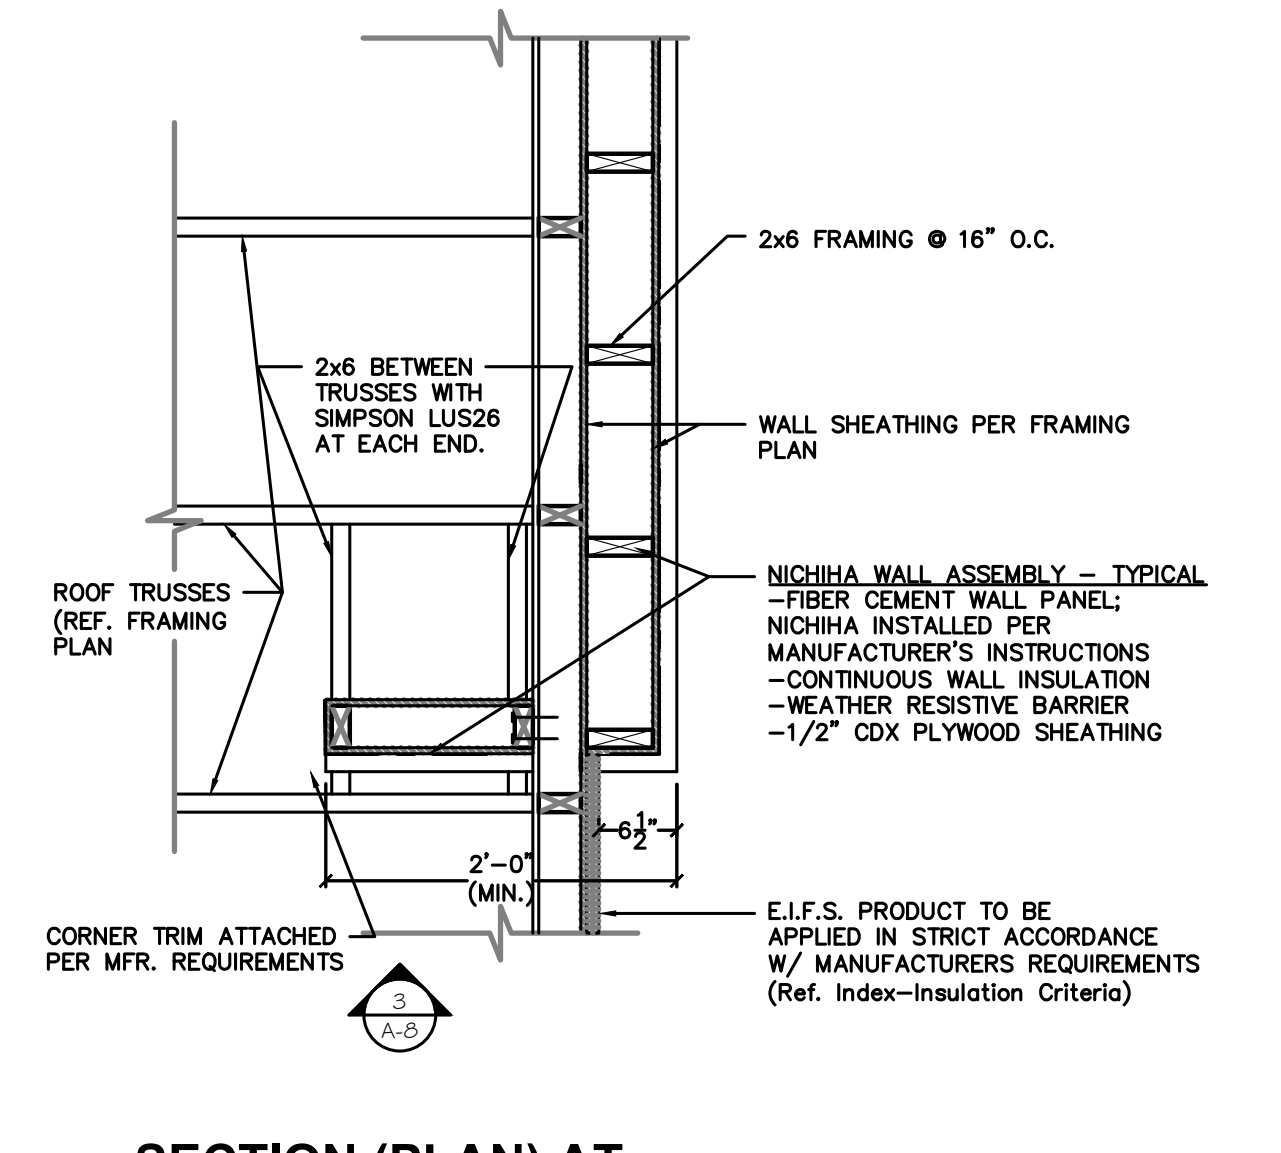 2x6 FRAMING @ 16" O.C.
2x6 BETWEEN
TRUSSES WITH
SIMPSON LUS26
AT EACH END.
WALL SHEATHING PER FRAMING
PLAN
ROOF TRUSSES
(REF. FRAMING
PLAN
NICHIHA WALL ASSEMBLY - TYPICAL
-FIBER CEMENT WALL PANEL;
NICHIHA INSTALLED PER
MANUFACTURER'S INSTRUCTIONS
-CONTINUOUS WALL INSULATION
-WEATHER RESISTIVE BARRIER
-1/2" CDX PLYWOOD SHEATHING
6 1/2"
2'-0"
(MIN.)
CORNER TRIM ATTACHED
PER MFR. REQUIREMENTS
E.I.F.S. PRODUCT TO BE
APPLIED IN STRICT ACCORDANCE
W/ MANUFACTURERS REQUIREMENTS
(Ref. Index-Insulation Criteria)
3
A-8
SECTION (PLAN) AT